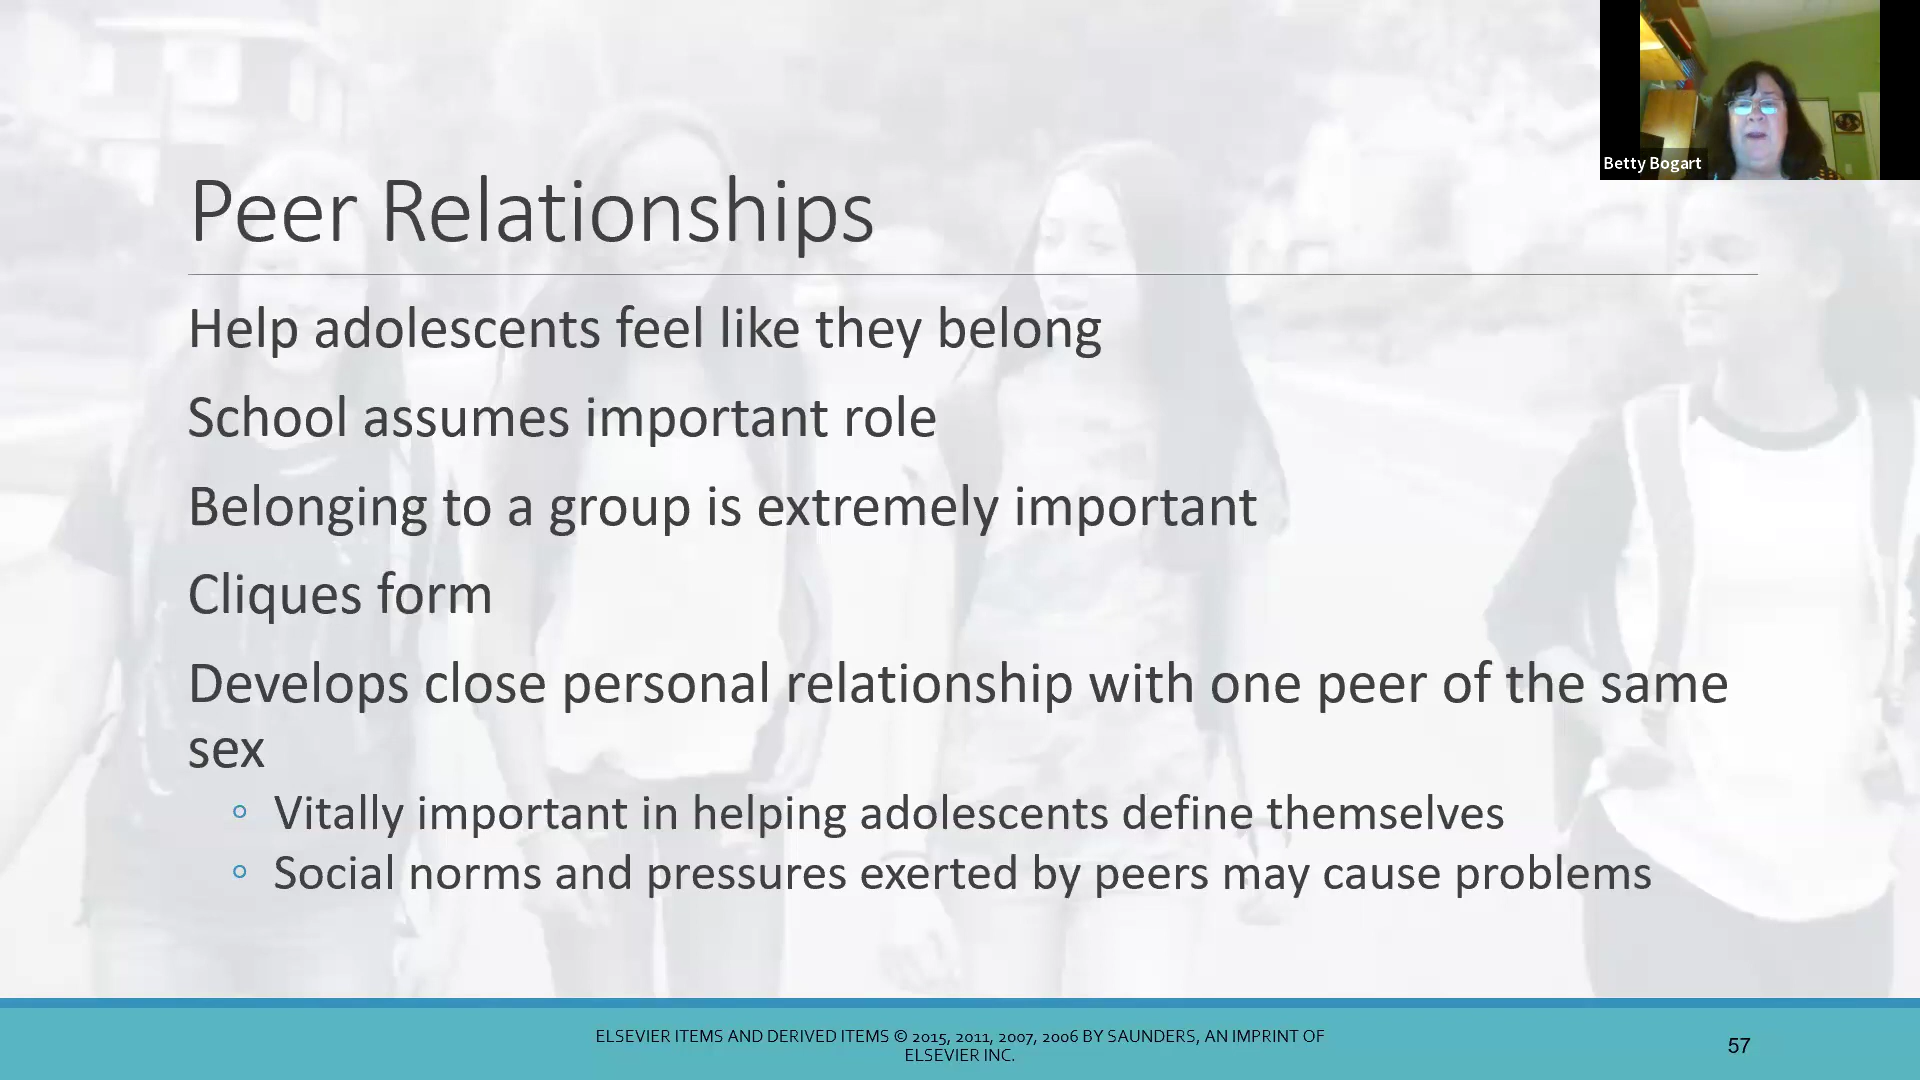 Betty Bogart
Peer Relationships
Help adolescents feel like they belong
School assumes important role
Belonging to a group is extremely important
Cliques form
Develops close personal relationship with one peer of the same
sex
◦ Vitally important in helping adolescents define themselves
◦ Social norms and pressures exerted by peers may cause problems
ELSEVIER ITEMS AND DERIVED ITEMS © 2015, 2011, 2007, 2006 BY SAUNDERS, AN IMPRINT OF
ELSEVIER INC.
57